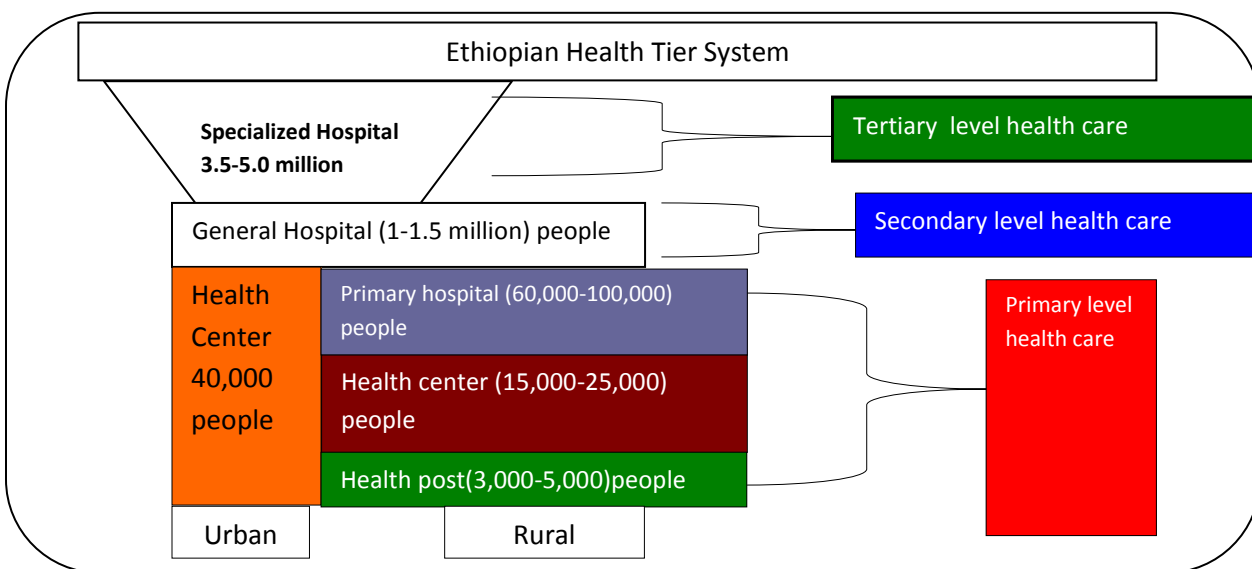 Ethiopian Health Tier System
Specialized Hospital
3.5-5.0 million
Tertiary level health care
General Hospital (1-1.5 million) people
Secondary level health care
Health
Center
40,000
people
Primary hospital (60,000-100,000)
people
Health center (15,000-25,000)
people
Health post(3,000-5,000)people
Primary level
health care
Urban
Rural